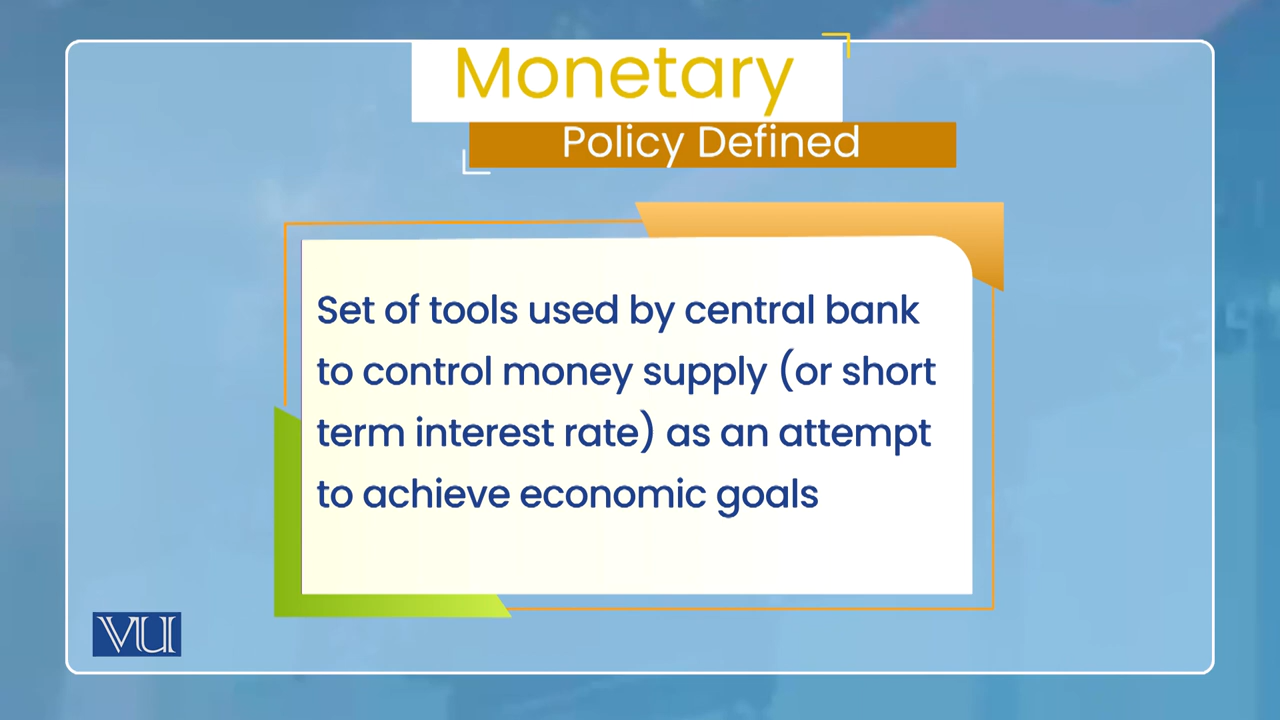 Monetary
Policy Defined
Set of tools used by central bank
to control money supply (or short
term interest rate) as an attempt
to achieve economic goals
VU